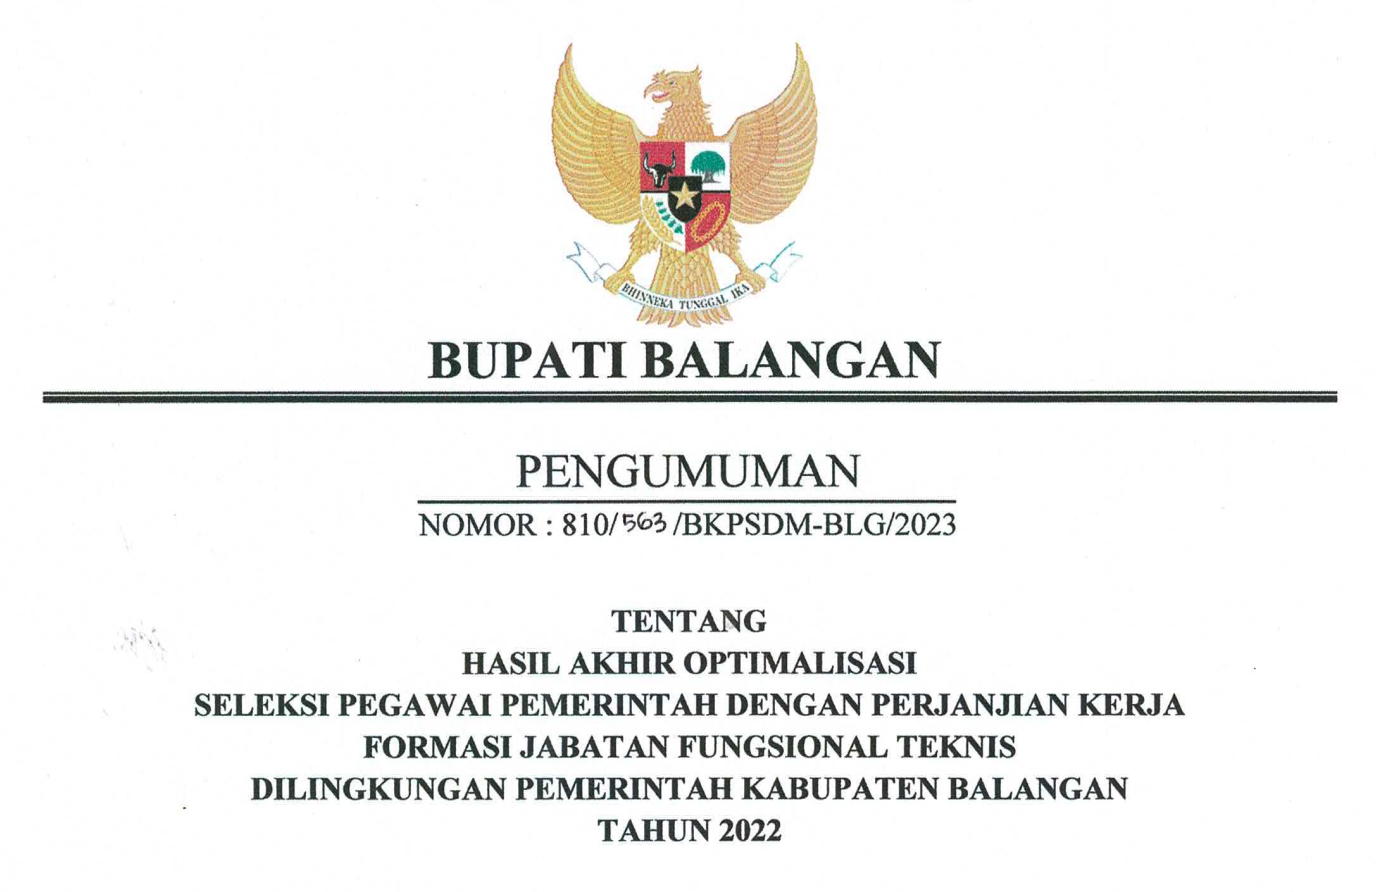 BHINNEKA TUNGGAL IKA
BUPATI BALANGAN
PENGUMUMAN
NOMOR : 810/563/BKPSDM-BLG/2023
TENTANG
HASIL AKHIR OPTIMALISASI
SELEKSI PEGAWAI PEMERINTAH DENGAN PERJANJIAN KERJA
FORMASI JABATAN FUNGSIONAL TEKNIS
DILINGKUNGAN PEMERINTAH KABUPATEN BALANGAN
TAHUN 2022